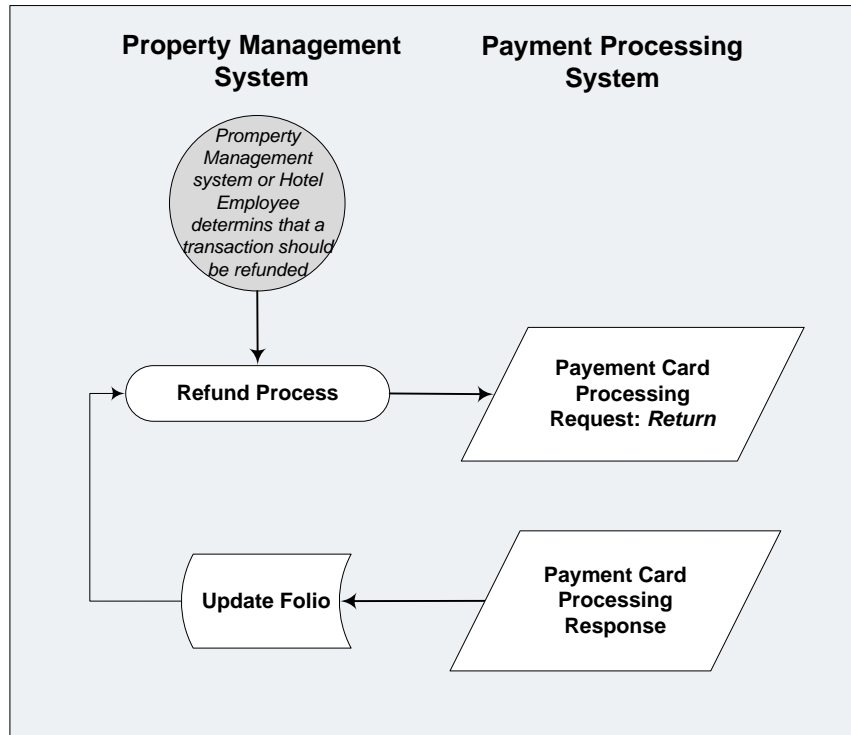 Property Management
System
Payment Processing
System
Promperty
Management
system or Hotel
Employee
determins that a
transaction should
be refunded
Refund Process
Payement Card
Processing
Request: Return
Update Folio
Payment Card
Processing
Response